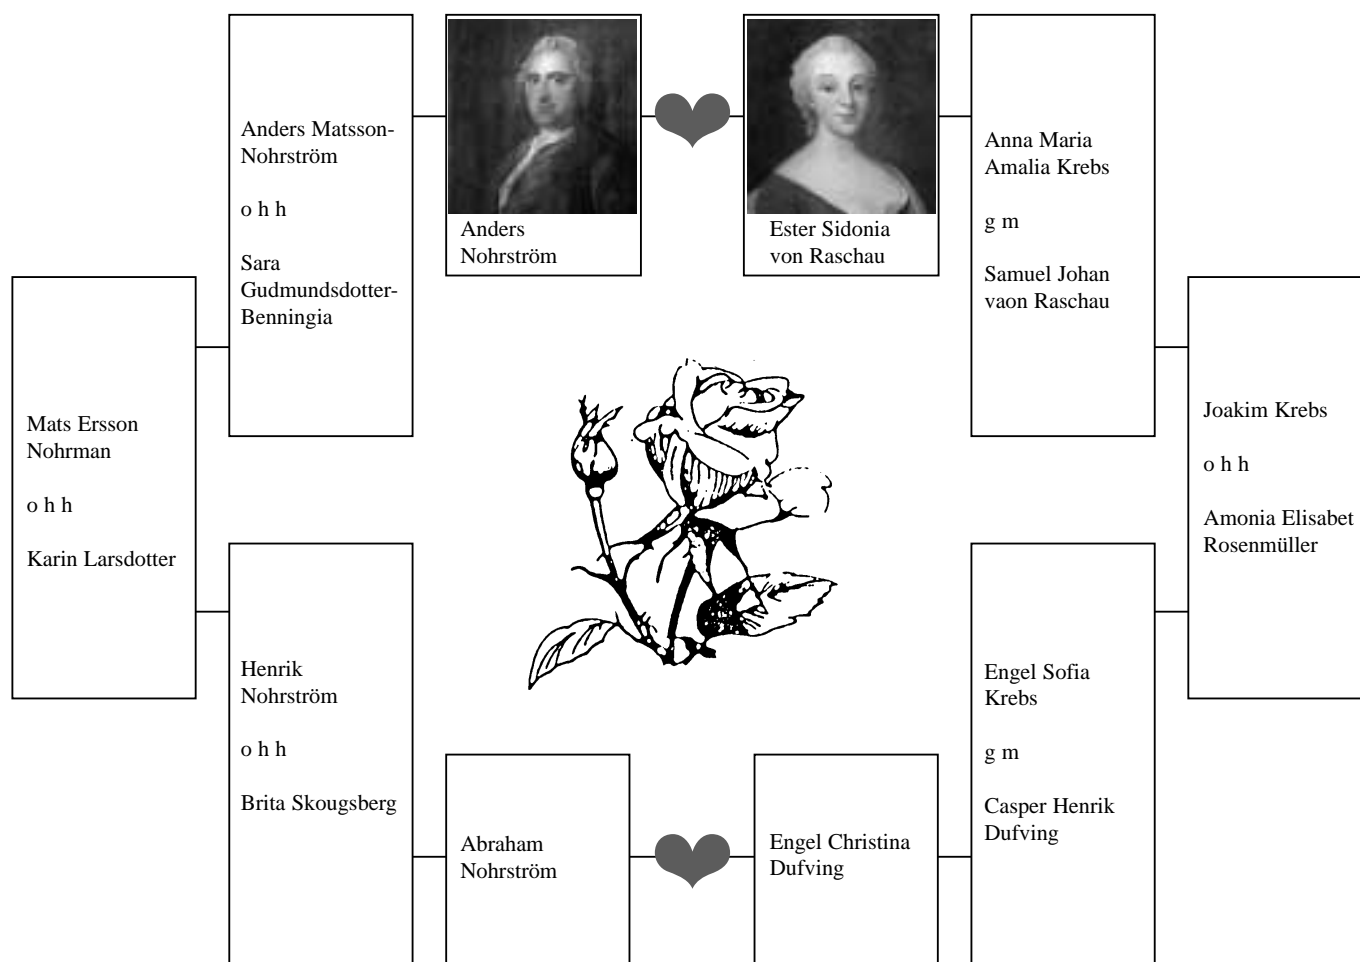 Anders Matsson-
Nohrström
o h h
Sara
Gudmundsdotter-
Benningia
Anders
Nohrström
Ester Sidonia
von Raschau
Anna Maria
Amalia Krebs
g m
Samuel Johan
vaon Raschau
Mats Ersson
Nohrman
o h h
Karin Larsdotter
Joakim Krebs
o h h
Amonia Elisabet
Rosenmüller
Henrik
Nohrström
o h h
Brita Skougsberg
Abraham
Nohrström
Engel Christina
Dufving
Engel Sofia
Krebs
g m
Casper Henrik
Dufving